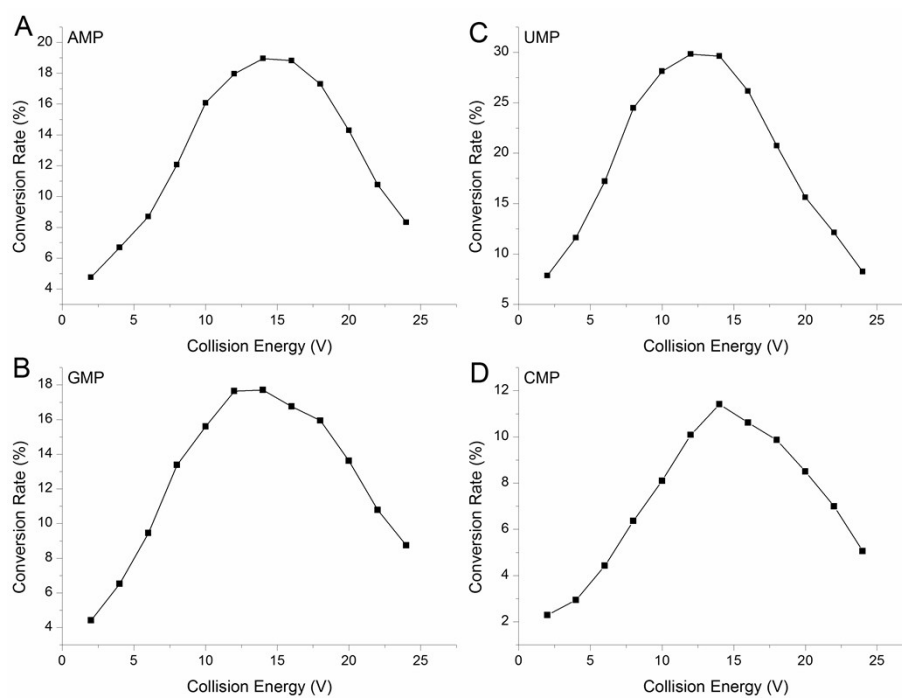 A
AMP
20
18
16
14
12
10
8
6
4
Conversion Rate (%)
0 5 10 15 20 25
Collision Energy (V)
C
UMP
30
25
20
15
10
5
Conversion Rate (%)
0 5 10 15 20 25
Collision Energy (V)
B
GMP
18
16
14
12
10
8
6
4
Conversion Rate (%)
0 5 10 15 20 25
Collision Energy (V)
D
CMP
12
10
8
6
4
2
Conversion Rate (%)
0 5 10 15 20 25
Collision Energy (V)